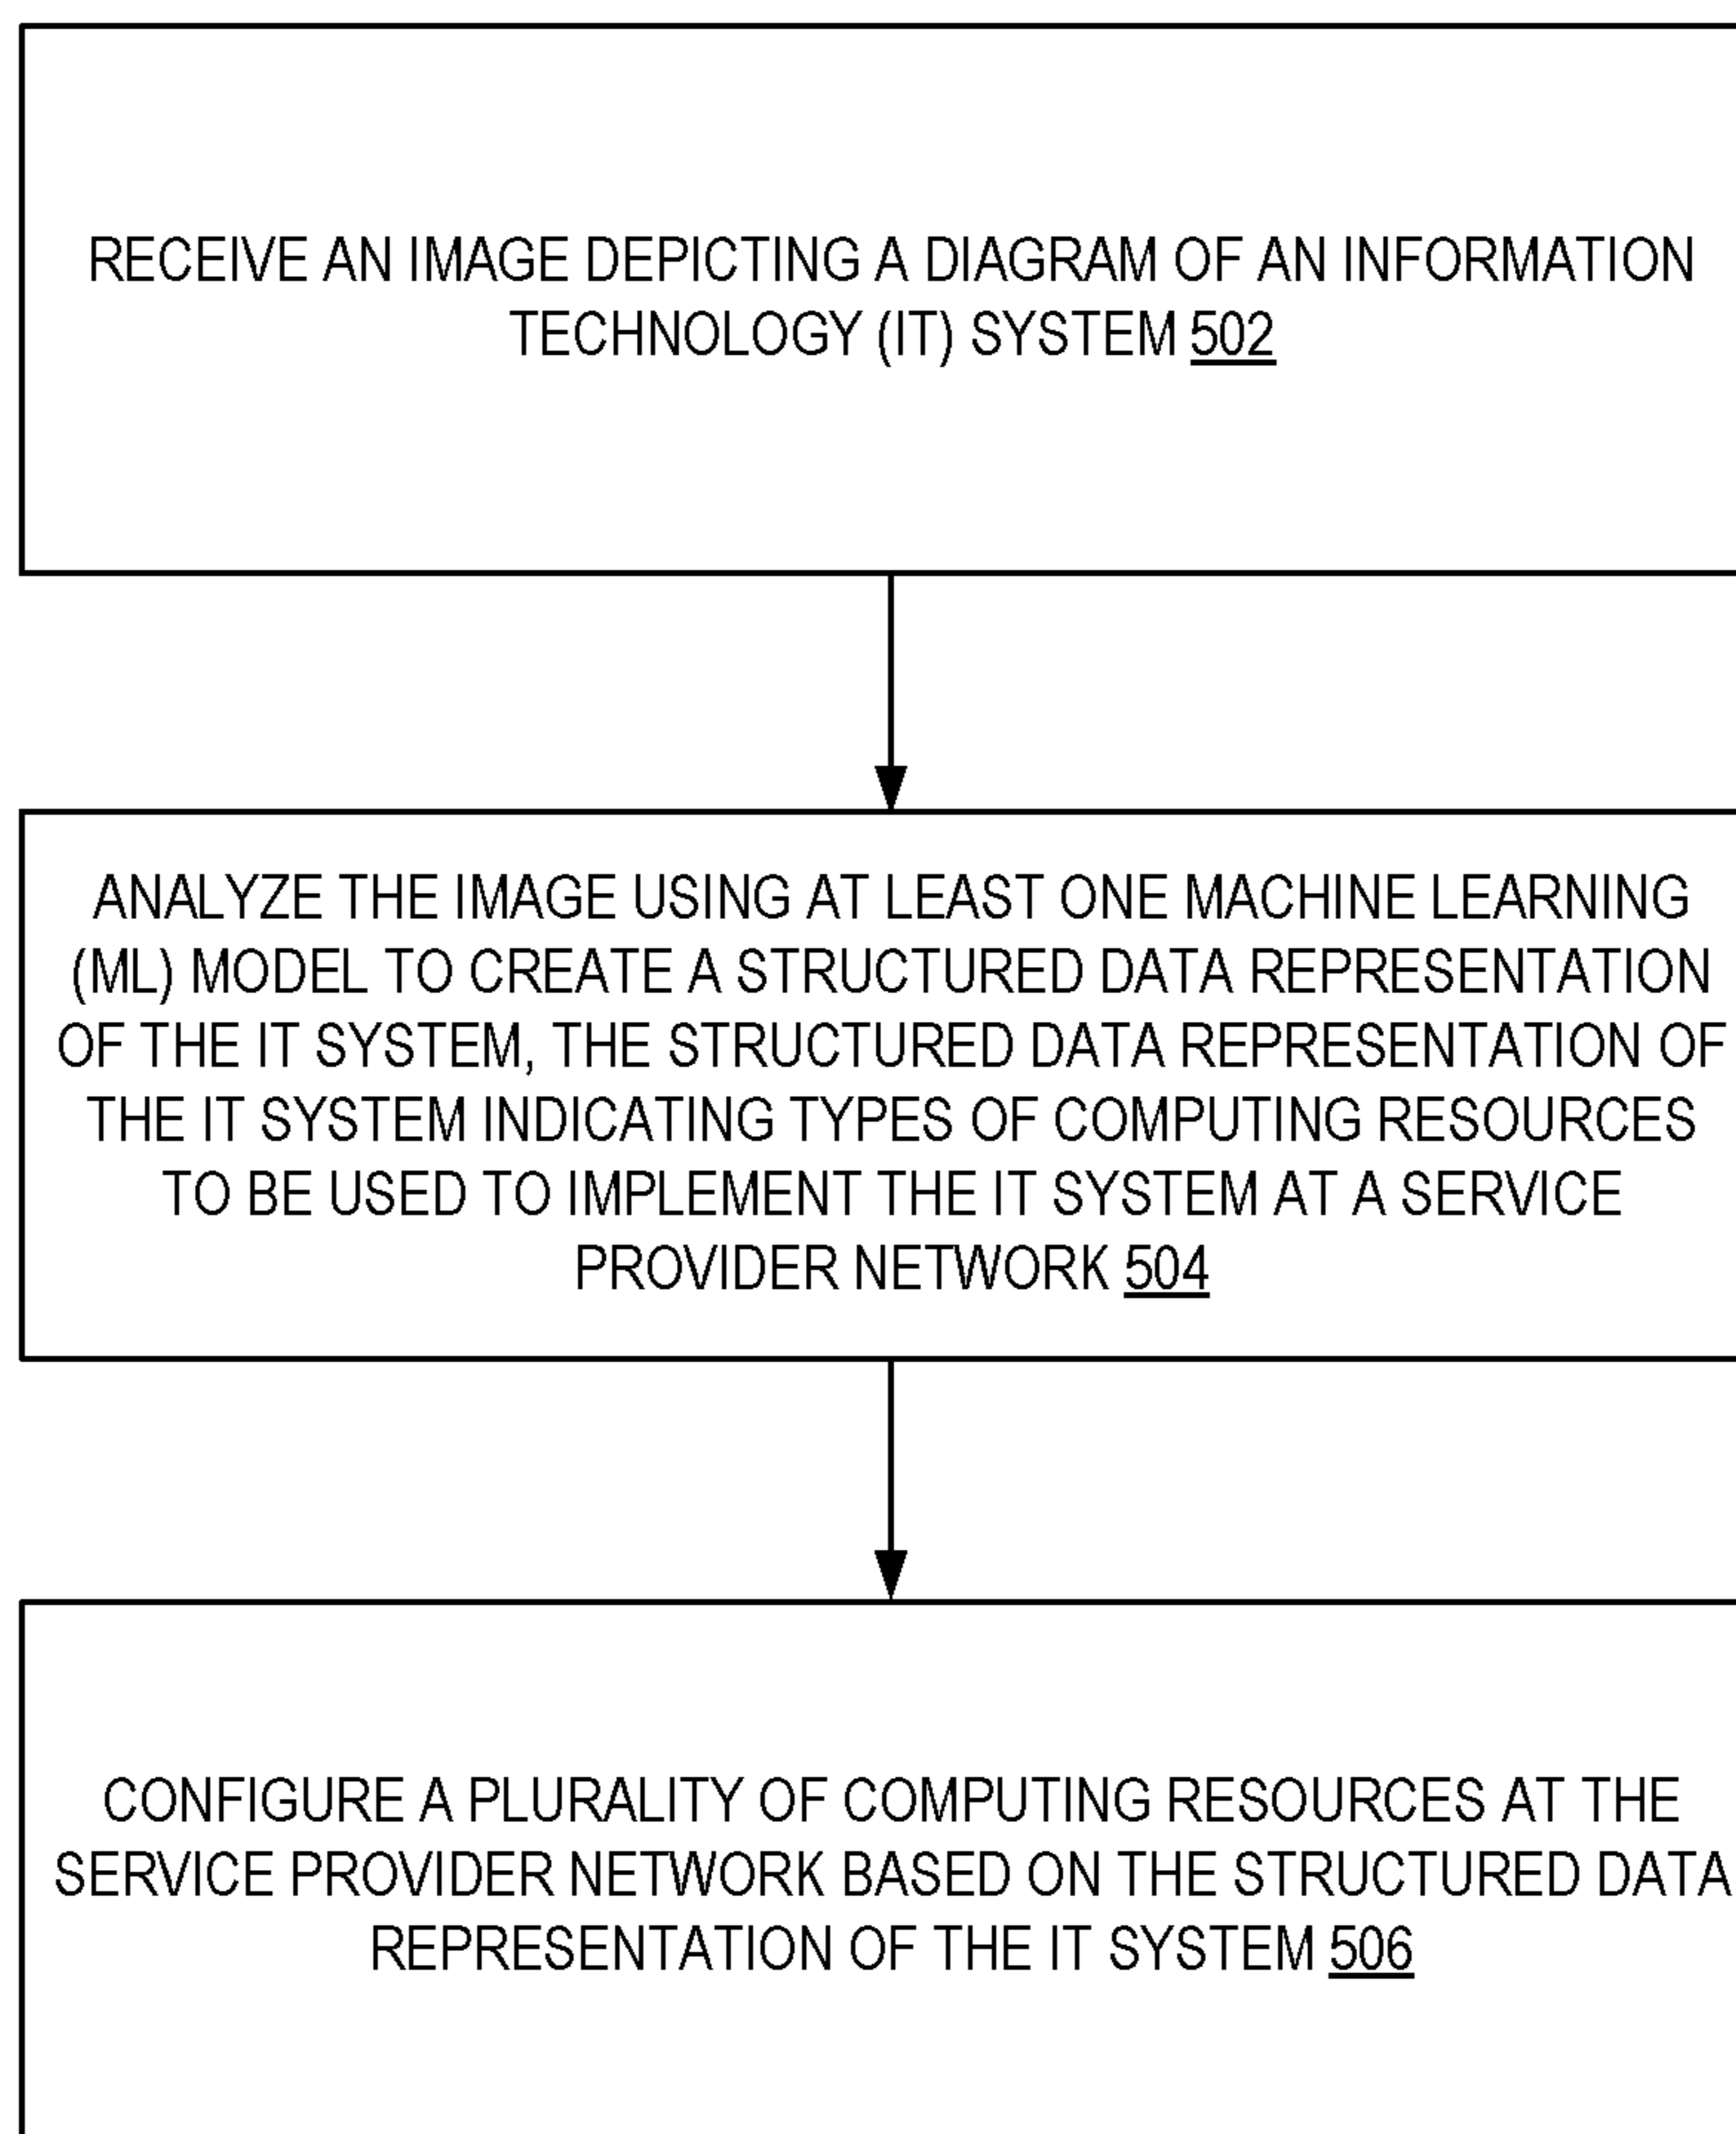 RECEIVE AN IMAGE DEPICTING A DIAGRAM OF AN INFORMATION
TECHNOLOGY (IT) SYSTEM 502
ANALYZE THE IMAGE USING AT LEAST ONE MACHINE LEARNING
(ML) MODEL TO CREATE A STRUCTURED DATA REPRESENTATION
OF THE IT SYSTEM, THE STRUCTURED DATA REPRESENTATION OF
THE IT SYSTEM INDICATING TYPES OF COMPUTING RESOURCES
TO BE USED TO IMPLEMENT THE IT SYSTEM AT A SERVICE
PROVIDER NETWORK 504
CONFIGURE A PLURALITY OF COMPUTING RESOURCES AT THE
SERVICE PROVIDER NETWORK BASED ON THE STRUCTURED DATA
REPRESENTATION OF THE IT SYSTEM 506